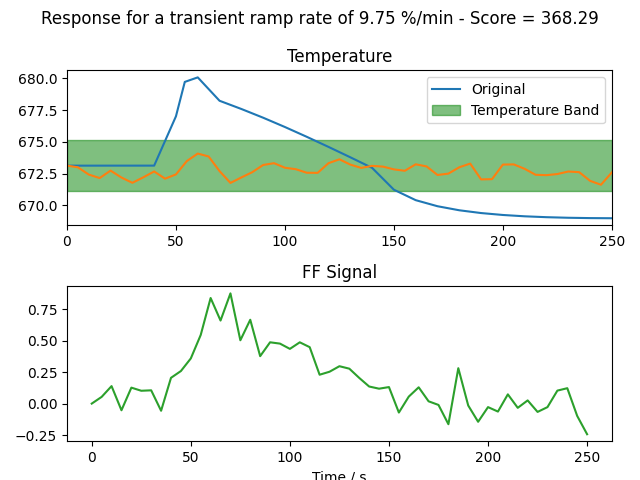 Response for a transient ramp rate of 9.75 %/min - Score = 368.29
Temperature
680.0
677.5
675.0
672.5
670.0
Original
Temperature Band
0 50 100 150 200 250
FF Signal
0.75
0.50
0.25
0.00
−0.25
0 50 100 150 200 250
Time / s